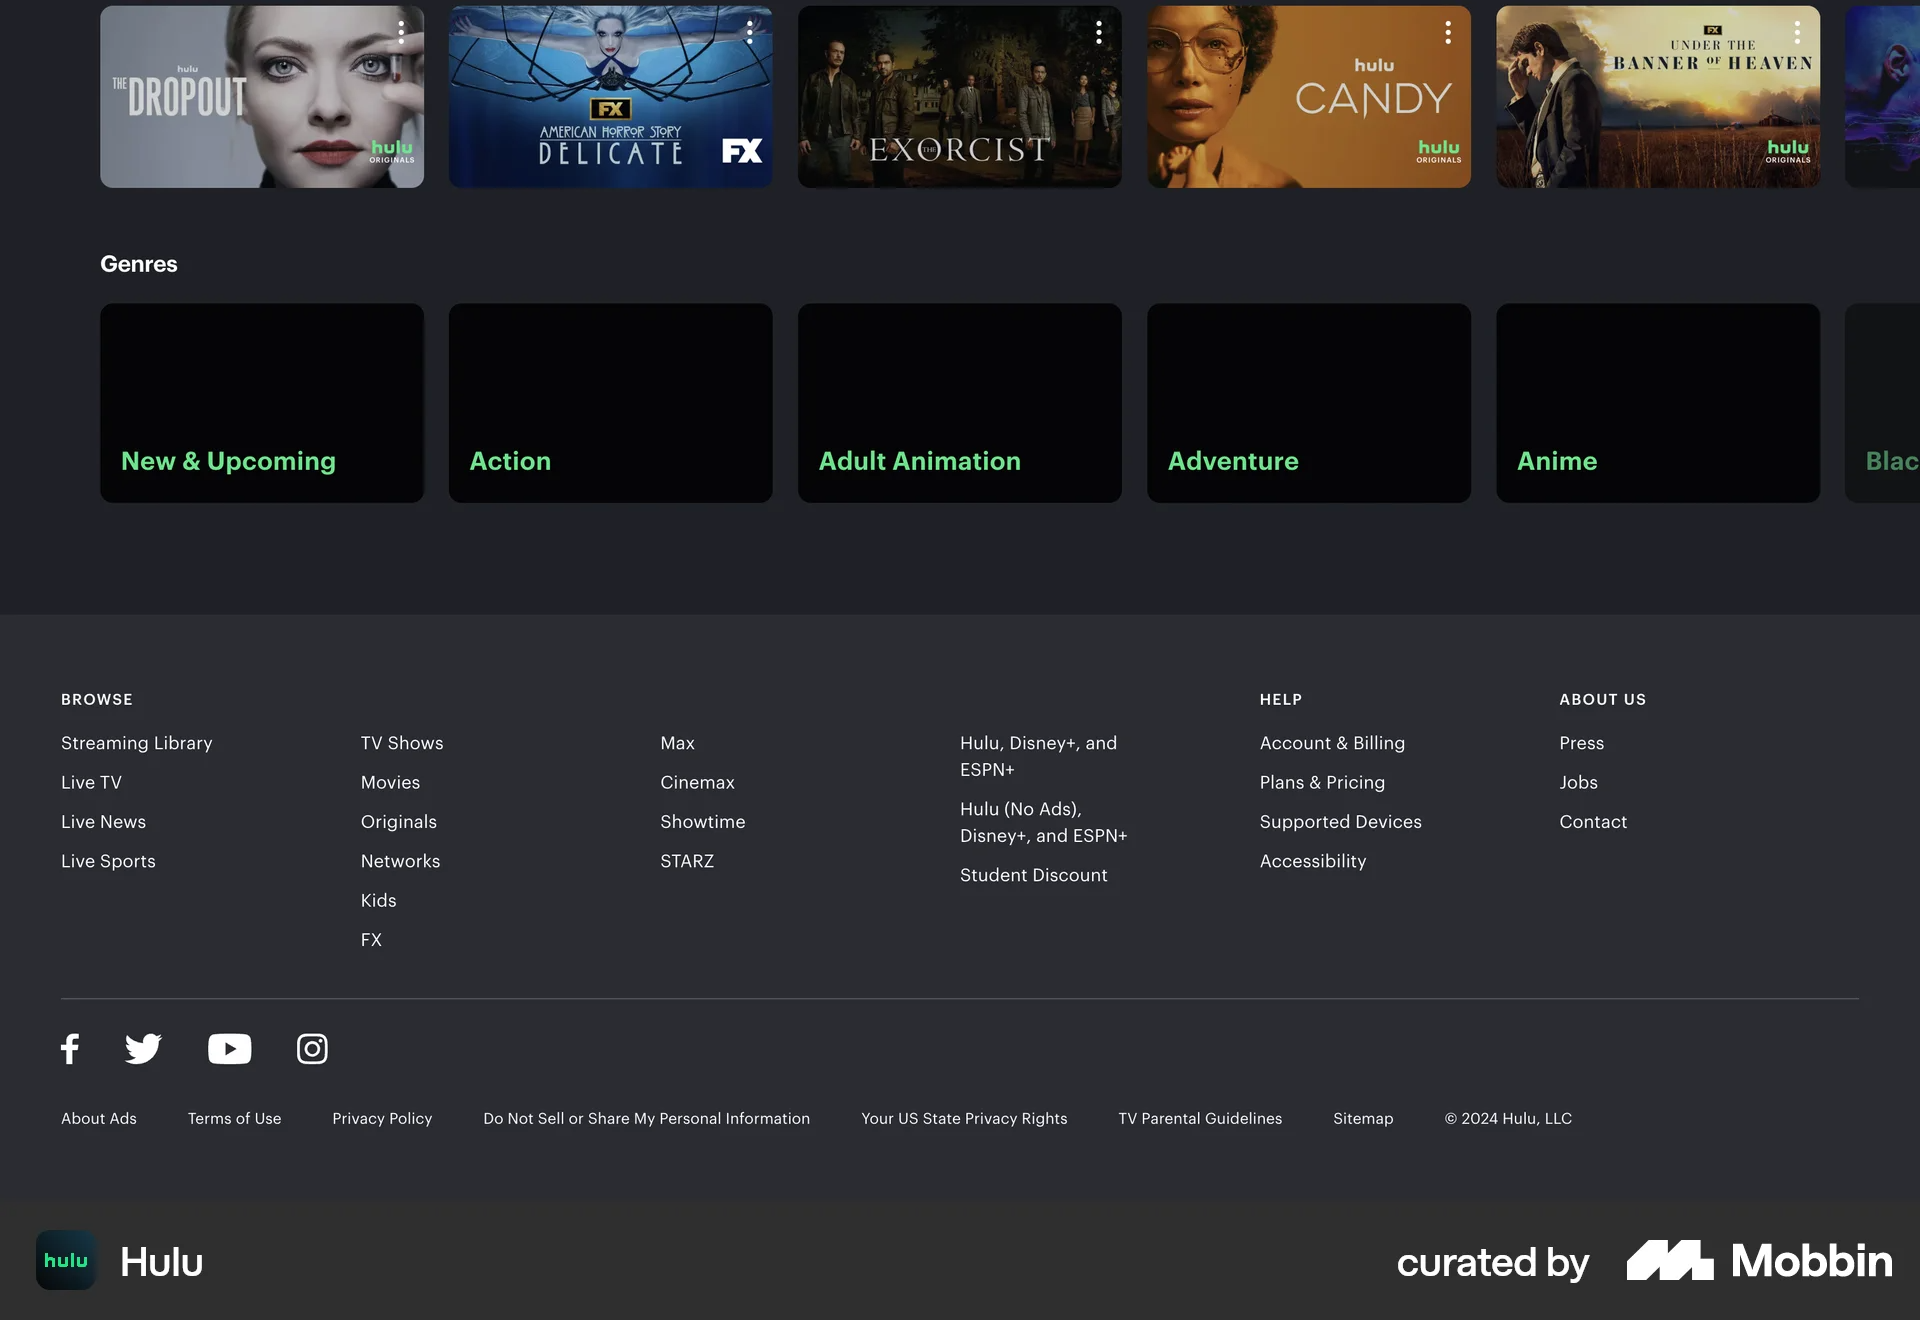 hulu
THE DROPOUT
hulu
ORIGINALS
FX
AMERICAN HORROR STORY
DELICATE
FX
THE EXORCIST
hulu
CANDY
hulu
ORIGINALS
FX
UNDER THE
BANNER OF HEAVEN
hulu
ORIGINALS
Genres
New & Upcoming
Action
Adult Animation
Adventure
Anime
Blac
BROWSE
Streaming Library
Live TV
Live News
Live Sports
TV Shows
Movies
Originals
Networks
Kids
FX
Max
Cinemax
Showtime
STARZ
Hulu, Disney+, and
ESPN+
Hulu (No Ads),
Disney+, and ESPN+
Student Discount
HELP
Account & Billing
Plans & Pricing
Supported Devices
Accessibility
ABOUT US
Press
Jobs
Contact
About Ads
Terms of Use
Privacy Policy
Do Not Sell or Share My Personal Information
Your US State Privacy Rights
TV Parental Guidelines
Sitemap
© 2024 Hulu, LLC
hulu
Hulu
curated by
Mobbin